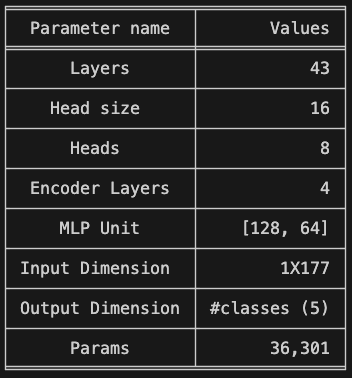 Parameter name Values
Layers 43
Head size 16
Heads 8
Encoder Layers 4
MLP Unit [128, 64]
Input Dimension 1X177
Output Dimension #classes (5)
Params 36,301